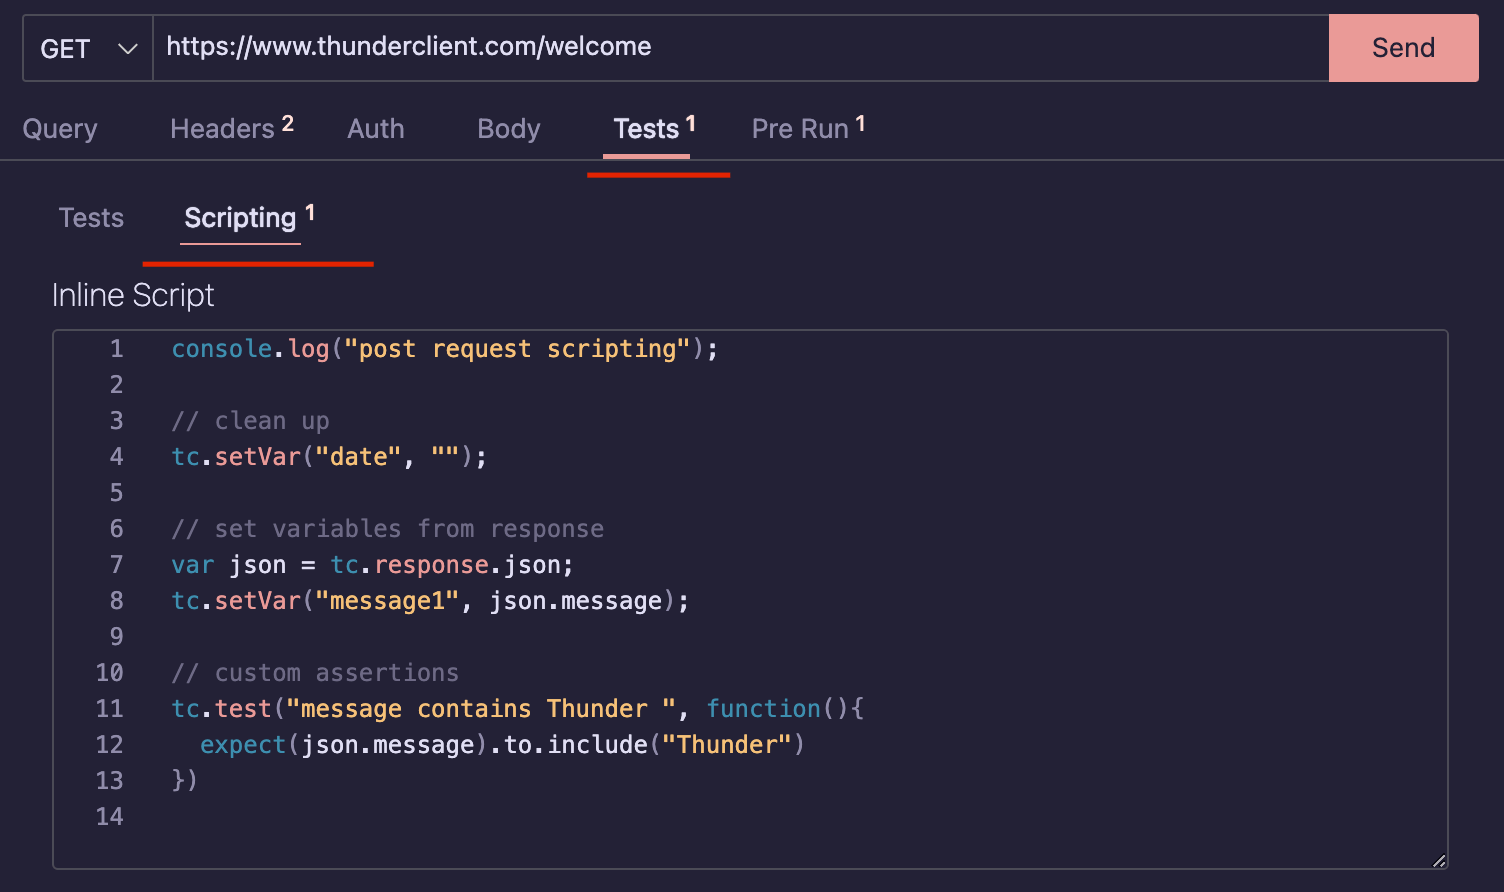 GET https://www.thunderclient.com/welcome Send
Query Headers 2 Auth Body Tests 1 Pre Run 1
Tests Scripting 1
Inline Script
1 console.log("post request scripting");
2
3 // clean up
4 tc.setVar("date", "");
5
6 // set variables from response
7 var json = tc.response.json;
8 tc.setVar("message1", json.message);
9
10 // custom assertions
11 tc.test("message contains Thunder ", function(){
12   expect(json.message).to.include("Thunder")
13 })
14